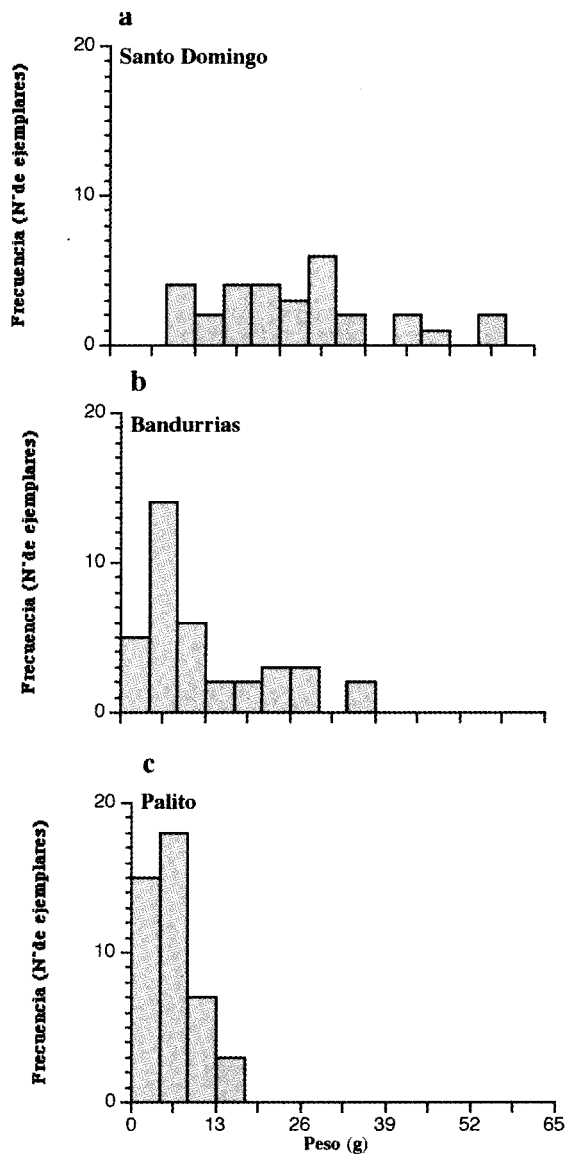 a
Santo Domingo
Frecuencia (N°de ejemplares)
20
10
0
b
Bandurrias
Frecuencia (N°de ejemplares)
20
10
0
c
Palito
Frecuencia (N°de ejemplares)
20
10
0
0 13 26 39 52 65
Peso (g)